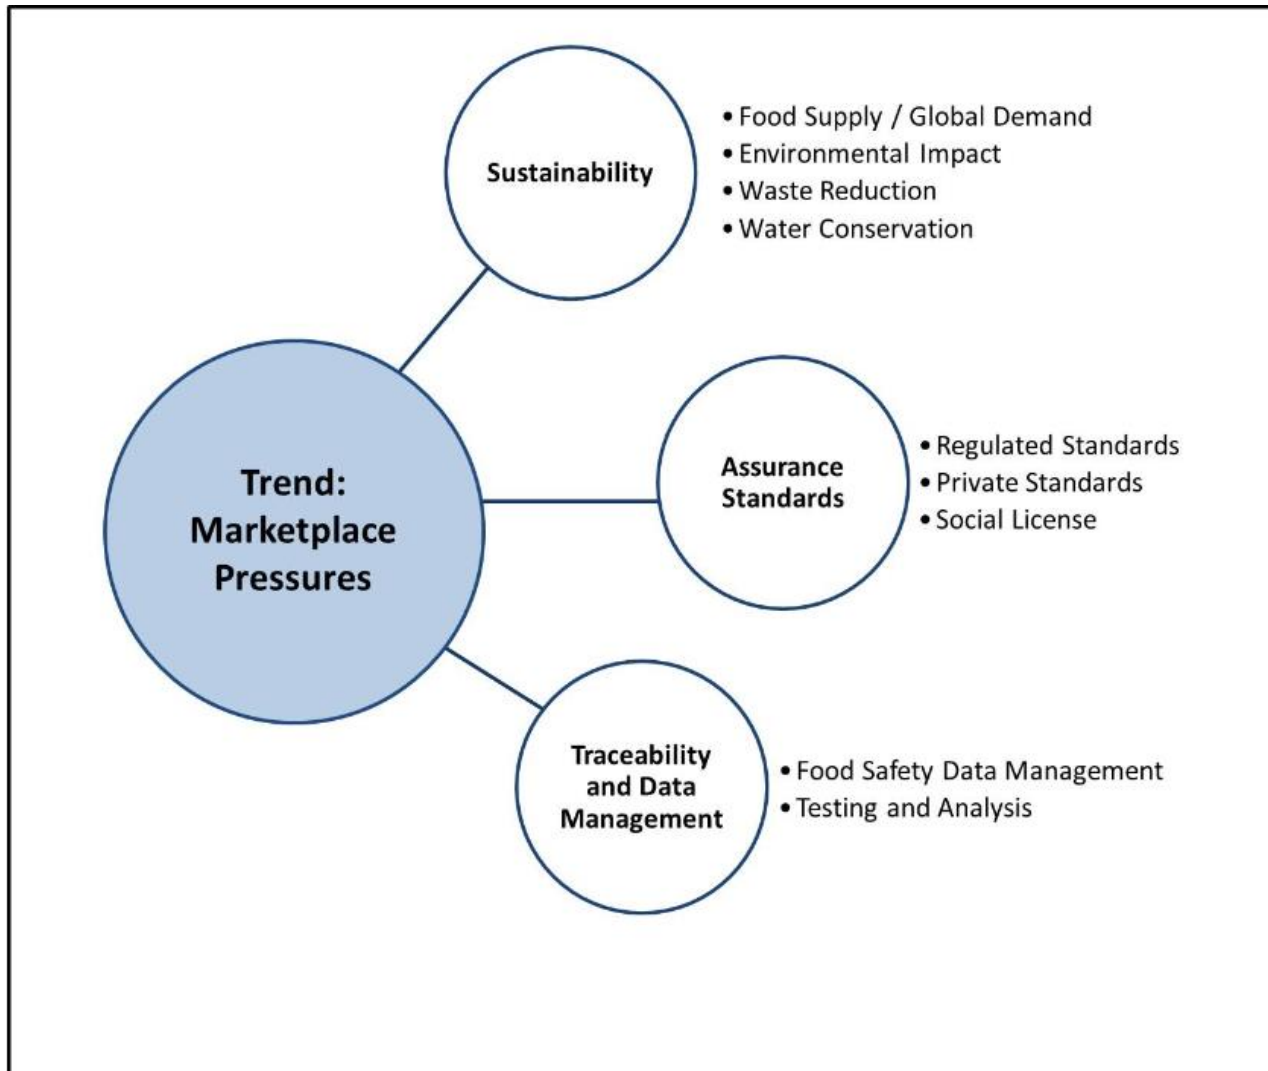 Sustainability
• Food Supply / Global Demand
• Environmental Impact
• Waste Reduction
• Water Conservation
Trend:
Marketplace
Pressures
Assurance
Standards
• Regulated Standards
• Private Standards
• Social License
Traceability
and Data
Management
• Food Safety Data Management
• Testing and Analysis